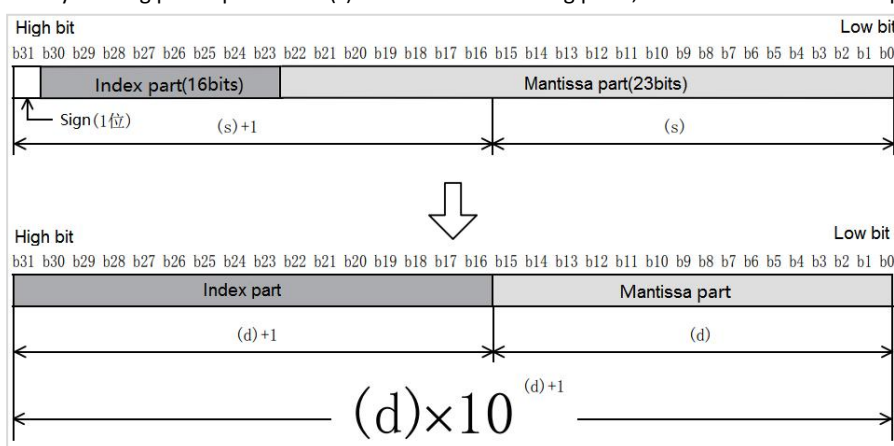 High bit Low bit
b31 b30 b29 b28 b27 b26 b25 b24 b23 b22 b21 b20 b19 b18 b17 b16 b15 b14 b13 b12 b11 b10 b9 b8 b7 b6 b5 b4 b3 b2 b1 b0
Index part(16bits) Mantissa part(23bits)
Sign(1位) (s)+1 (s)
High bit Low bit
b31 b30 b29 b28 b27 b26 b25 b24 b23 b22 b21 b20 b19 b18 b17 b16 b15 b14 b13 b12 b11 b10 b9 b8 b7 b6 b5 b4 b3 b2 b1 b0
Index part Mantissa part
(d)+1 (d)
(d)×10 (d)+1